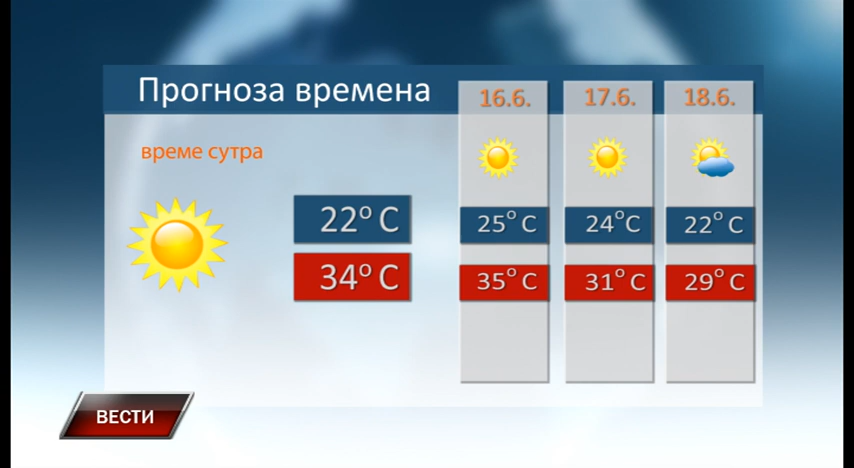 Прогноза времена
време сутра
22° C
34° C
16.6.
25° C
35° C
17.6.
24°C
31° C
18.6.
22° C
29° C
ВЕСТИ